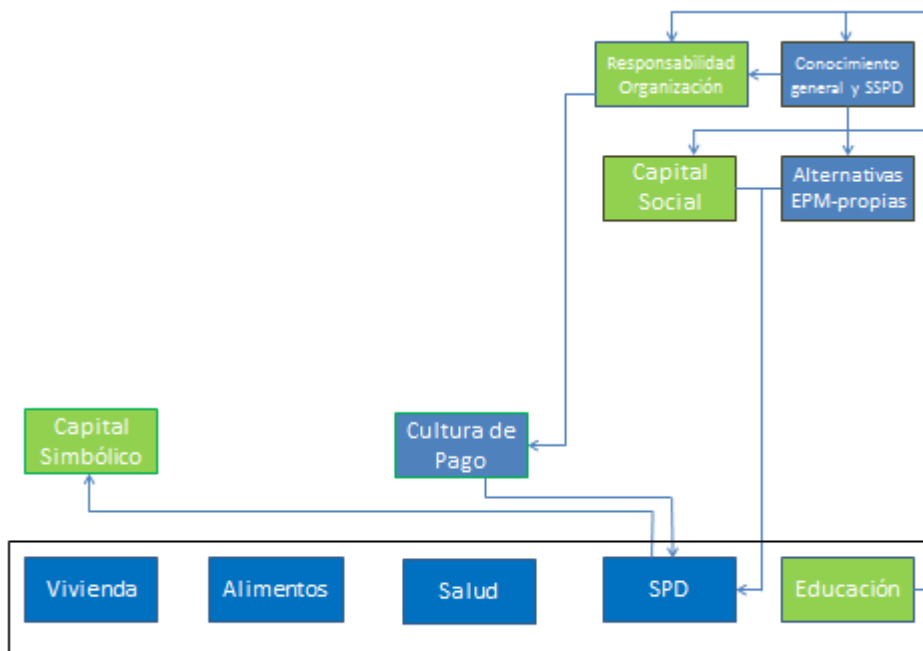 Responsabilidad
Organización
Conocimiento
general y SSPD
Capital
Social
Alternativas
EPM-propias
Capital
Simbólico
Cultura de
Pago
Vivienda
Alimentos
Salud
SPD
Educación